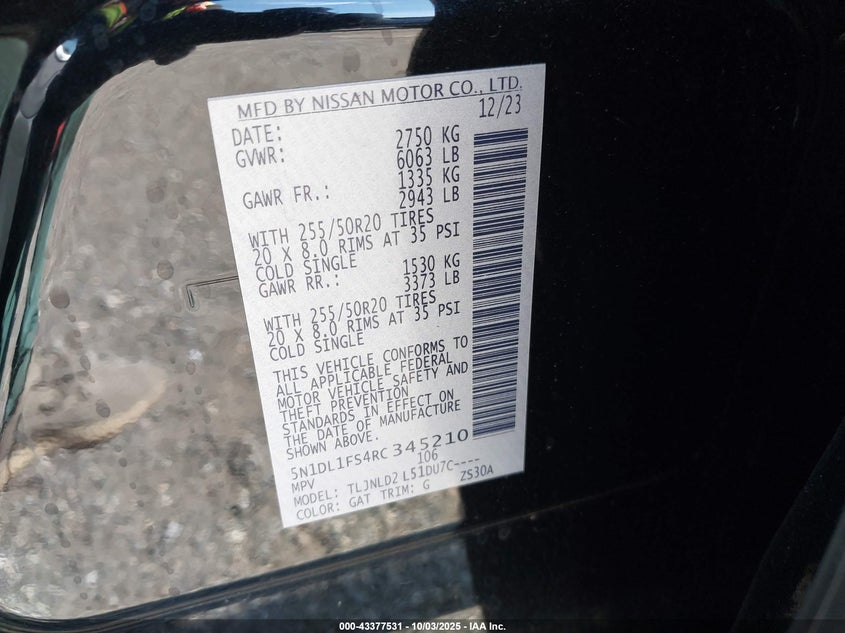 MFD BY NISSAN MOTOR CO., LTD.
DATE: 12/23
GVWR: 2750 KG
6063 LB
GAWR FR.: 1335 KG
2943 LB
WITH 255/50R20 TIRES
20 X 8.0 RIMS AT 35 PSI
COLD SINGLE
GAWR RR.: 1530 KG
3373 LB
WITH 255/50R20 TIRES
20 X 8.0 RIMS AT 35 PSI
COLD SINGLE
THIS VEHICLE CONFORMS TO
ALL APPLICABLE FEDERAL
MOTOR VEHICLE SAFETY AND
THEFT PREVENTION
STANDARDS IN EFFECT ON
THE DATE OF MANUFACTURE
SHOWN ABOVE.
5N1DL1FS4RC345210
MPV 106
MODEL: TLJNLD2 L51DU7C----
COLOR: GAT TRIM: G ZS30A
000-43377531 - 10/03/2025 - IAA Inc.